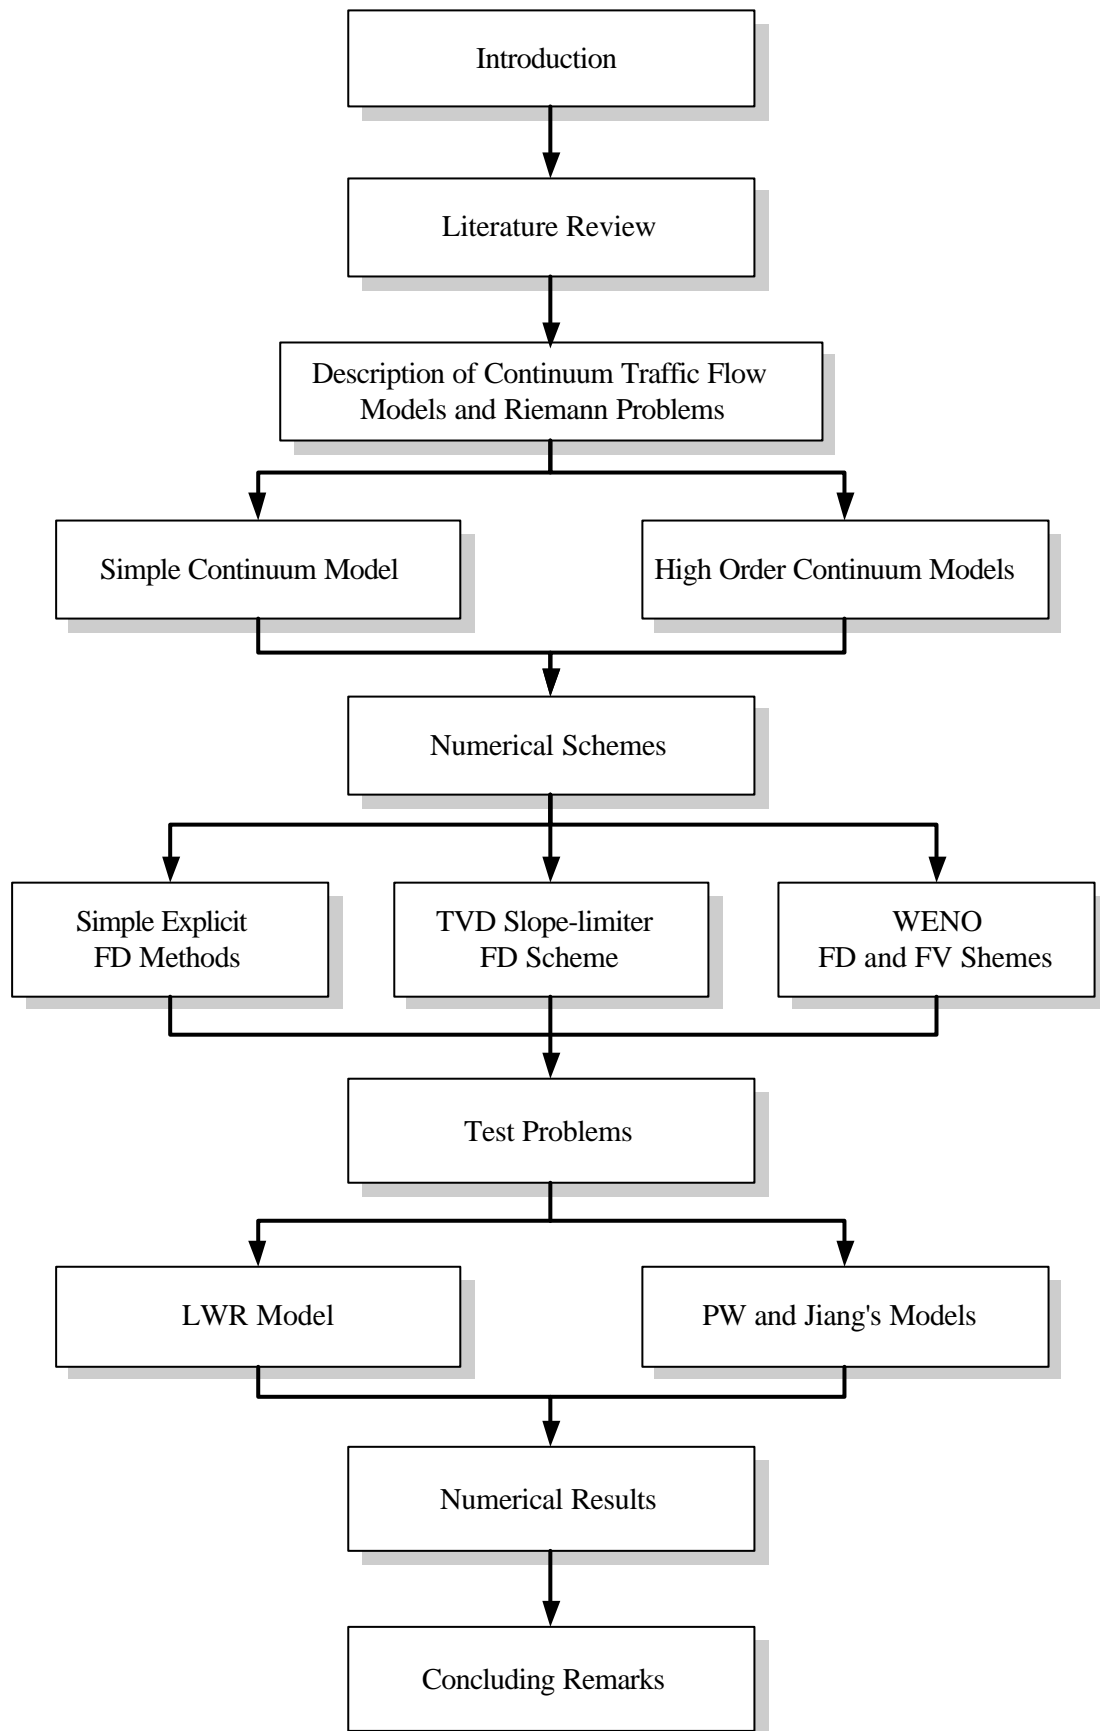 Introduction
Literature Review
Description of Continuum Traffic Flow
Models and Riemann Problems
Simple Continuum Model
High Order Continuum Models
Numerical Schemes
Simple Explicit
FD Methods
TVD Slope-limiter
FD Scheme
WENO
FD and FV Shemes
Test Problems
LWR Model
PW and Jiang's Models
Numerical Results
Concluding Remarks